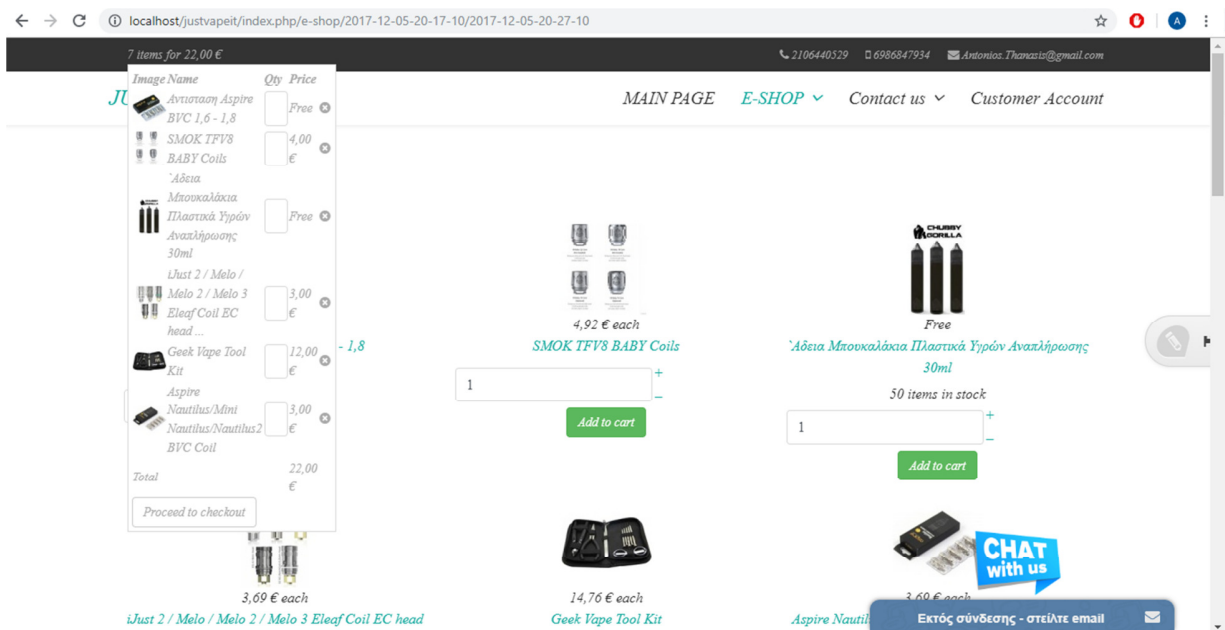 localhost/justvapeit/index.php/e-shop/2017-12-05-20-17-10/2017-12-05-20-27-10
A
7 items for 22,00 €
2106440529 6986847934 Antonios.Thanasis@gmail.com
MAIN PAGE E-SHOP Contact us Customer Account
Image Name Qty Price
Αντισταση Aspire
BVC 1,6 - 1,8
Free
SMOK TFV8
BABY Coils
4,00
€
`Αδεια
Μπουκαλάκια
Πλαστικά Υγρών
Αναπλήρωσης
30ml
Free
iJust 2 / Melo /
Melo 2 / Melo 3
Eleaf Coil EC
head ...
3,00
€
Geek Vape Tool
Kit
12,00
€
Aspire
Nautilus/Mini
Nautilus/Nautilus2
BVC Coil
3,00
€
Total
22,00
€
Proceed to checkout
- 1,8
4,92 € each
SMOK TFV8 BABY Coils
1
+
−
Add to cart
CHUBBY
GORILLA
Free
`Αδεια Μπουκαλάκια Πλαστικά Υγρών Αναπλήρωσης
30ml
50 items in stock
1
+
−
Add to cart
3,69 € each
iJust 2 / Melo / Melo 2 / Melo 3 Eleaf Coil EC head
14,76 € each
Geek Vape Tool Kit
3,69 € each
Aspire Nautil
CHAT
with us
Εκτός σύνδεσης - στείλτε email